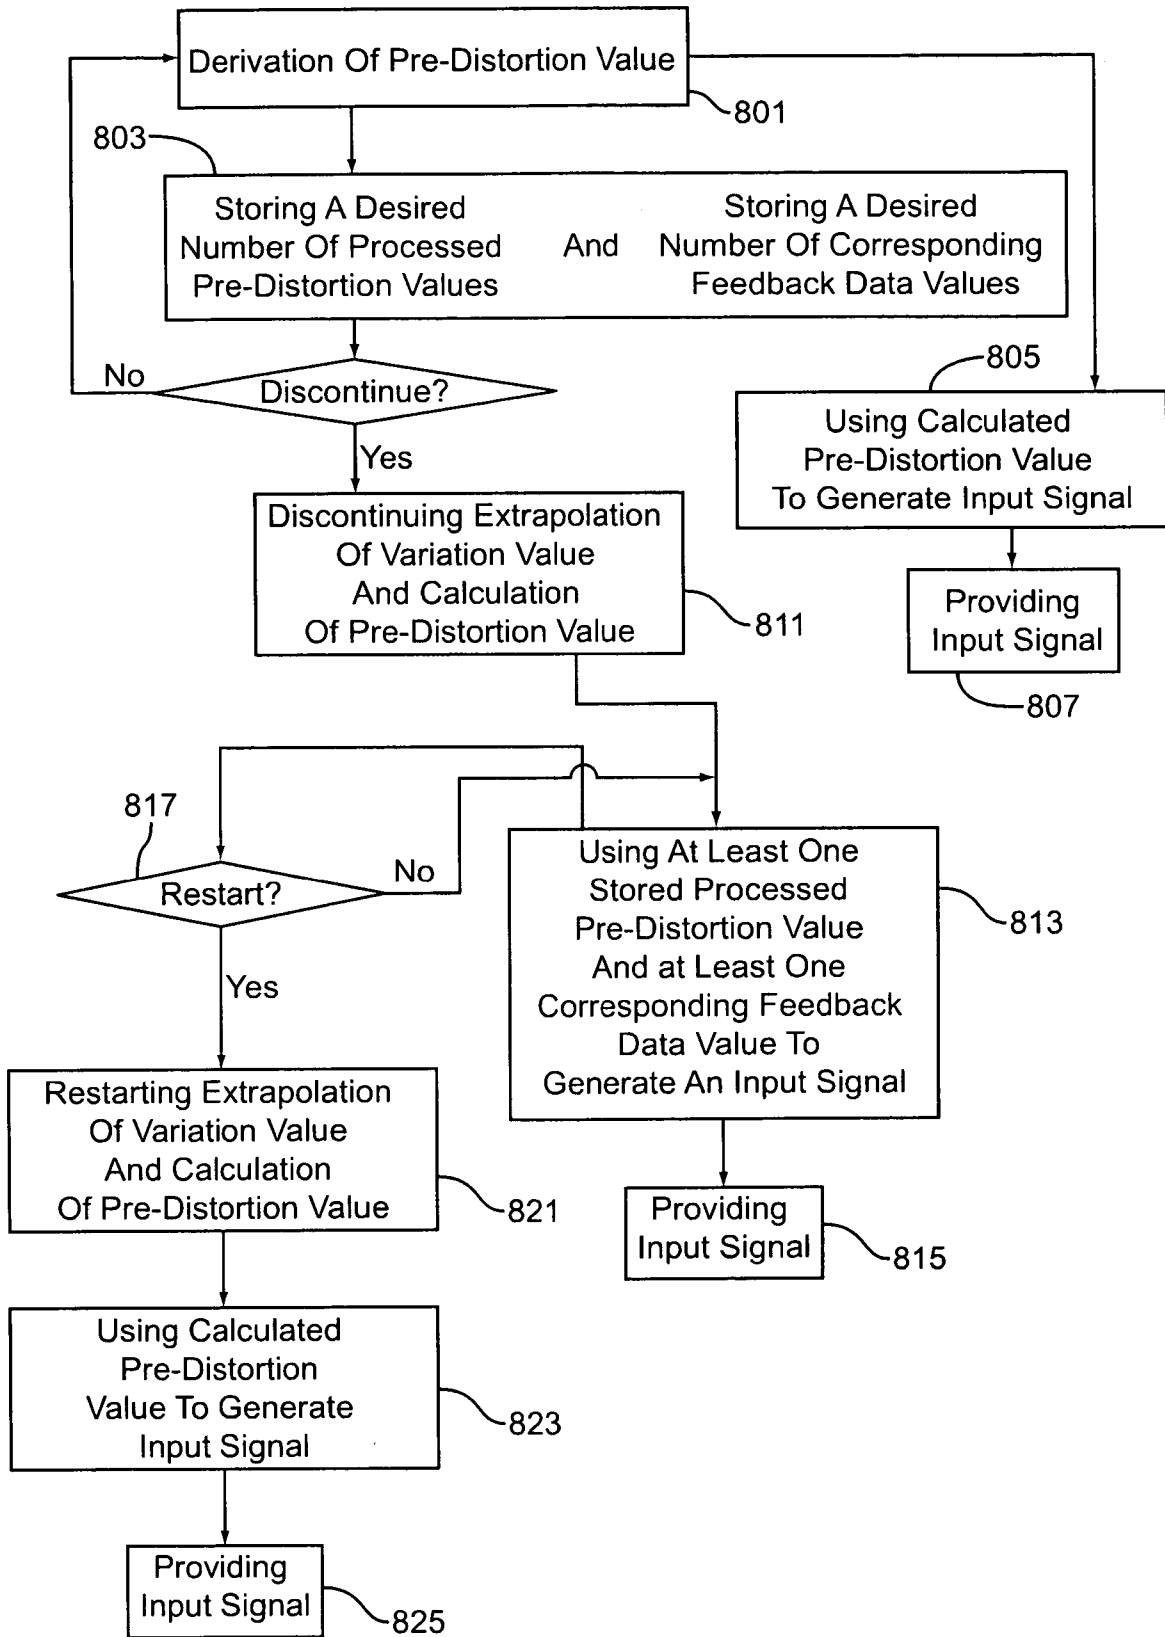 Derivation Of Pre-Distortion Value
801
803
Storing A Desired
Number Of Processed
Pre-Distortion Values
And
Storing A Desired
Number Of Corresponding
Feedback Data Values
No
Discontinue?
Yes
805
Using Calculated
Pre-Distortion Value
To Generate Input Signal
Discontinuing Extrapolation
Of Variation Value
And Calculation
Of Pre-Distortion Value
811
Providing
Input Signal
807
817
Restart?
No
Yes
Using At Least One
Stored Processed
Pre-Distortion Value
And at Least One
Corresponding Feedback
Data Value To
Generate An Input Signal
813
Restarting Extrapolation
Of Variation Value
And Calculation
Of Pre-Distortion Value
821
Providing
Input Signal
815
Using Calculated
Pre-Distortion
Value To Generate
Input Signal
823
Providing
Input Signal
825